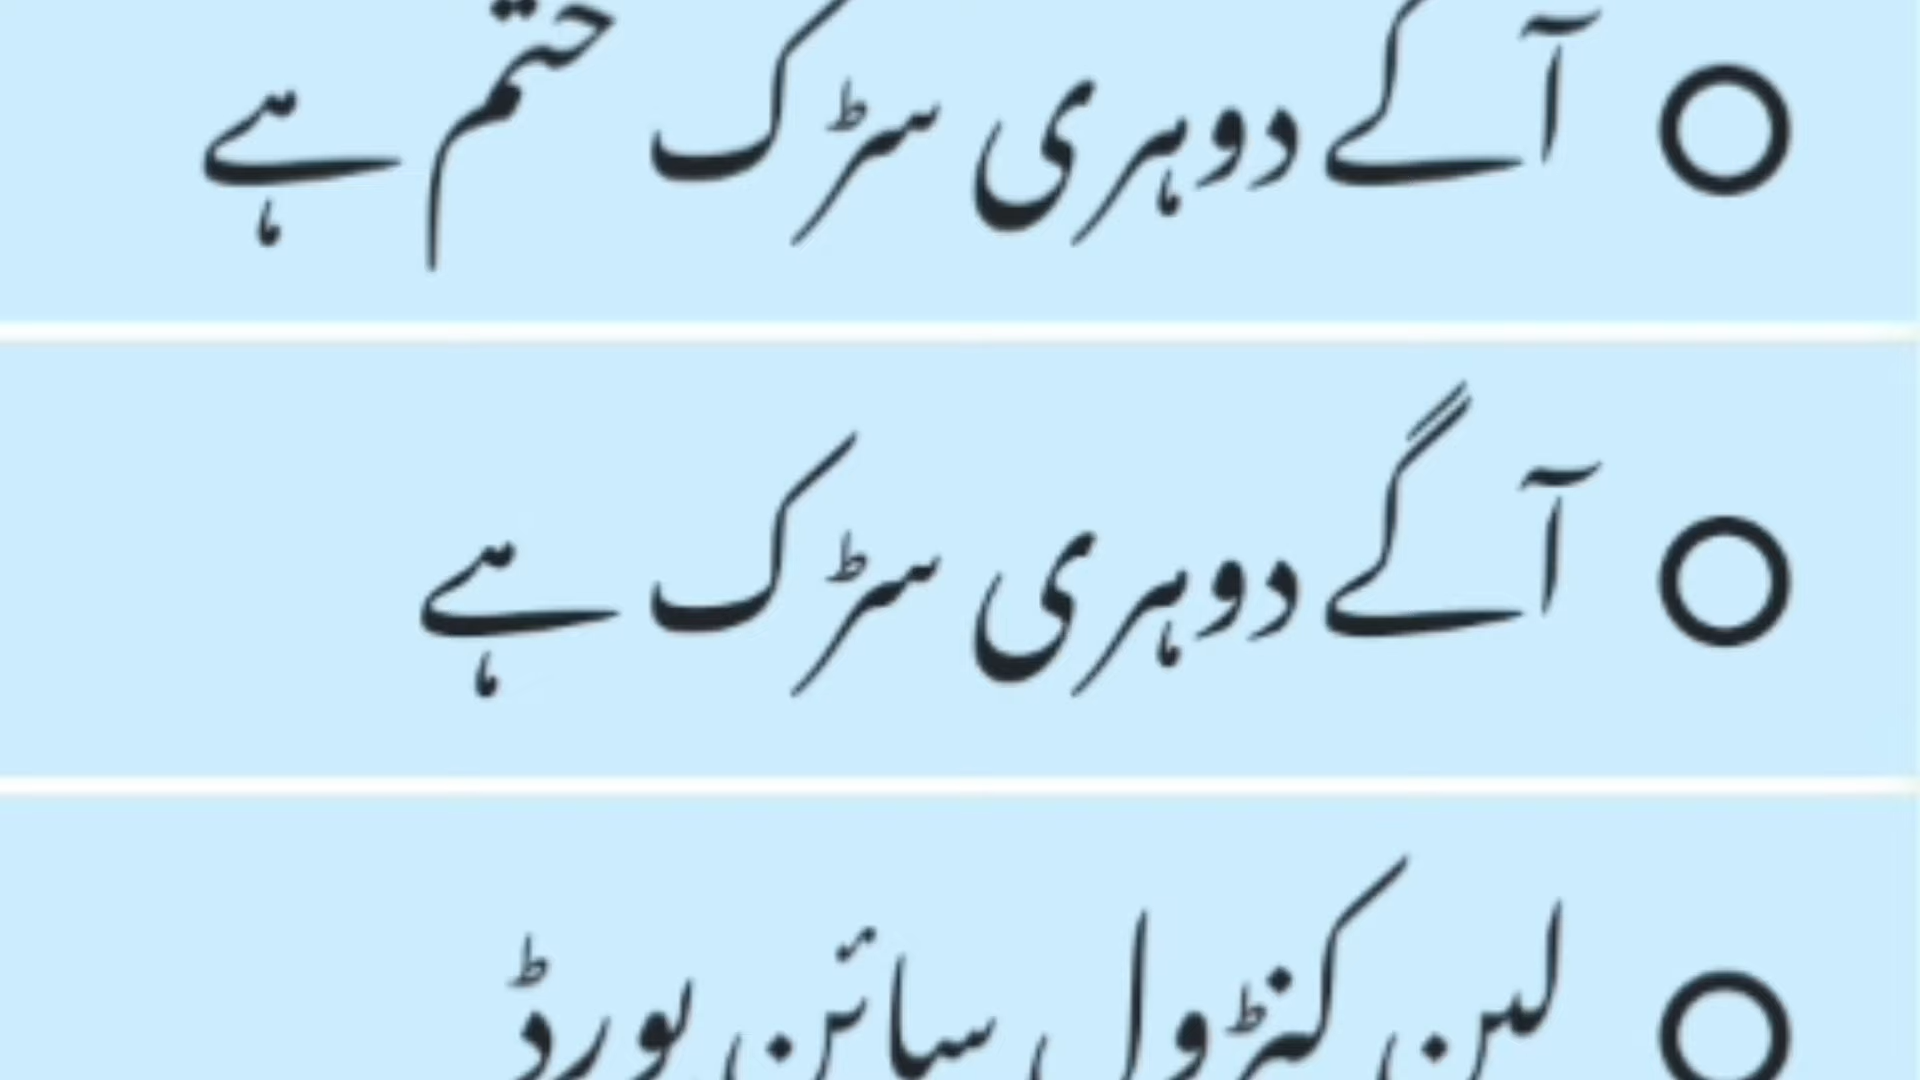 آگے دوہری سڑک ختم ہے
آگے دوہری سڑک ہے
لین کنٹرول سائن بورڈ